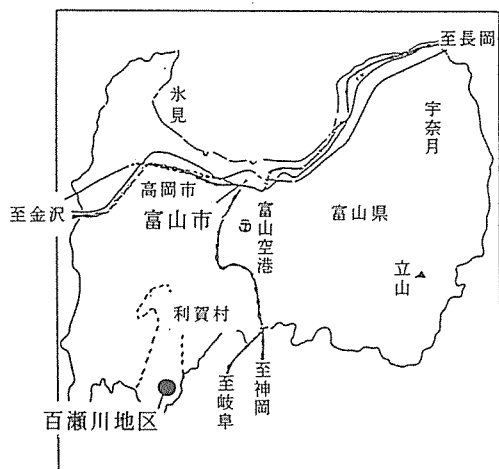 至長岡
氷見
宇奈月
高岡市
至金沢
富山市
富山空港
富山県
立山
利賀村
至岐阜
至神岡
百瀬川地区